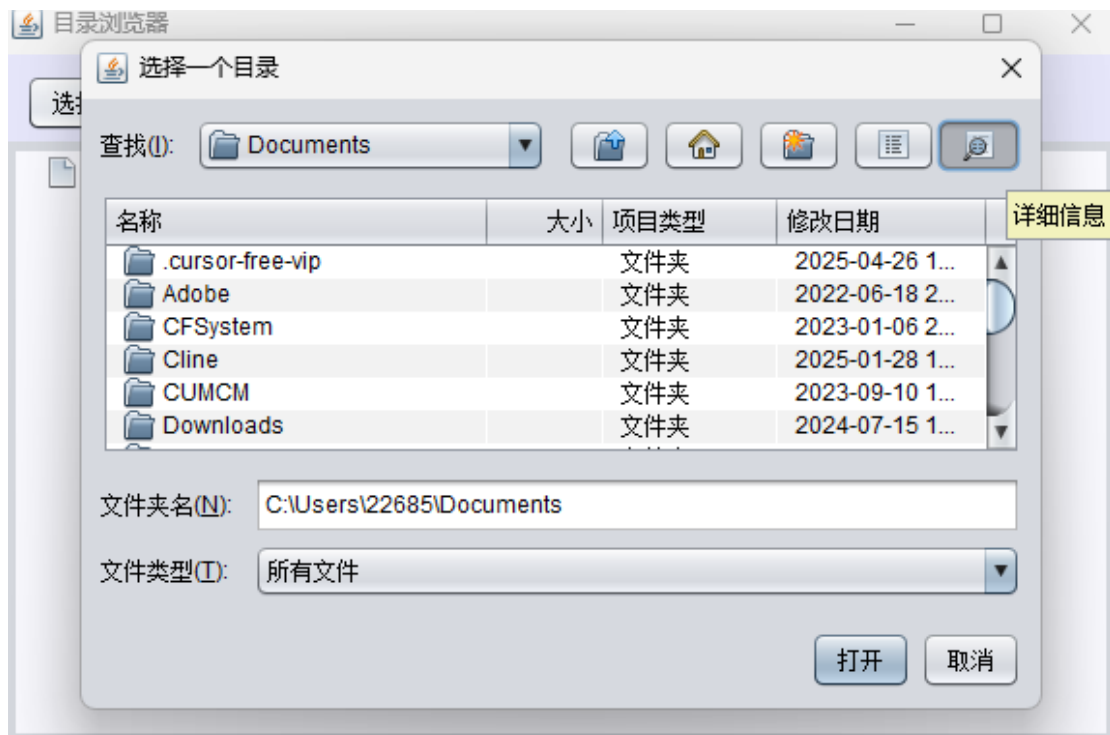 目录浏览器
选择一个目录
选
查找(I): Documents
详细信息
名称 大小 项目类型 修改日期
.cursor-free-vip 文件夹 2025-04-26 1...
Adobe 文件夹 2022-06-18 2...
CFSystem 文件夹 2023-01-06 2...
Cline 文件夹 2025-01-28 1...
CUMCM 文件夹 2023-09-10 1...
Downloads 文件夹 2024-07-15 1...
文件夹名(N): C:\Users\22685\Documents
文件类型(T): 所有文件
打开 取消